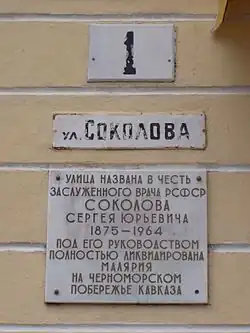 1
ул. СОКОЛОВА
УЛИЦА НАЗВАНА В ЧЕСТЬ
ЗАСЛУЖЕННОГО ВРАЧА РСФСР
СОКОЛОВА
СЕРГЕЯ ЮРЬЕВИЧА
1875-1964
ПОД ЕГО РУКОВОДСТВОМ
ПОЛНОСТЬЮ ЛИКВИДИРОВАНА
МАЛЯРИЯ
НА ЧЕРНОМОРСКОМ
ПОБЕРЕЖЬЕ КАВКАЗА